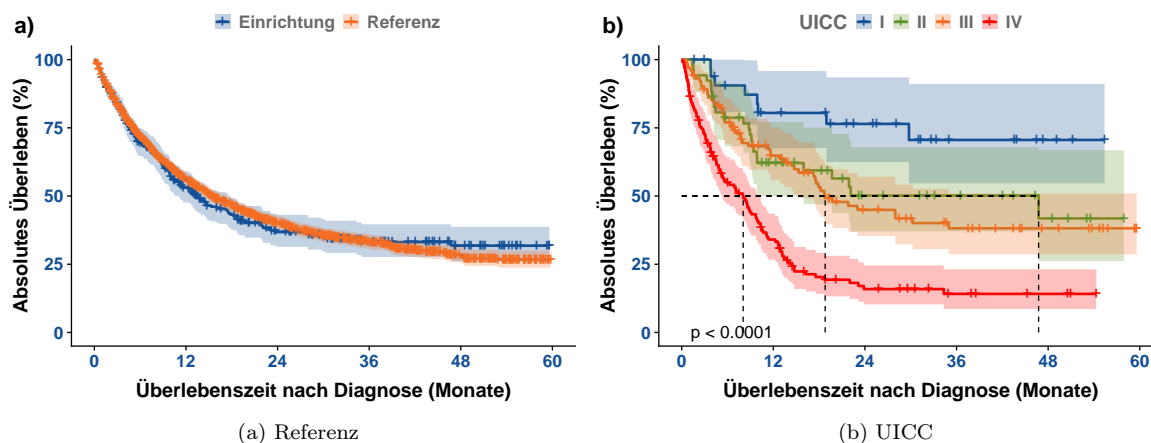 a)
Einrichtung Referenz
Absolutes Überleben (%)
100
75
50
25
0
0 12 24 36 48 60
Überlebenszeit nach Diagnose (Monate)
(a) Referenz
b)
UICC I II III IV
Absolutes Überleben (%)
100
75
50
25
0
p < 0.0001
0 12 24 36 48 60
Überlebenszeit nach Diagnose (Monate)
(b) UICC